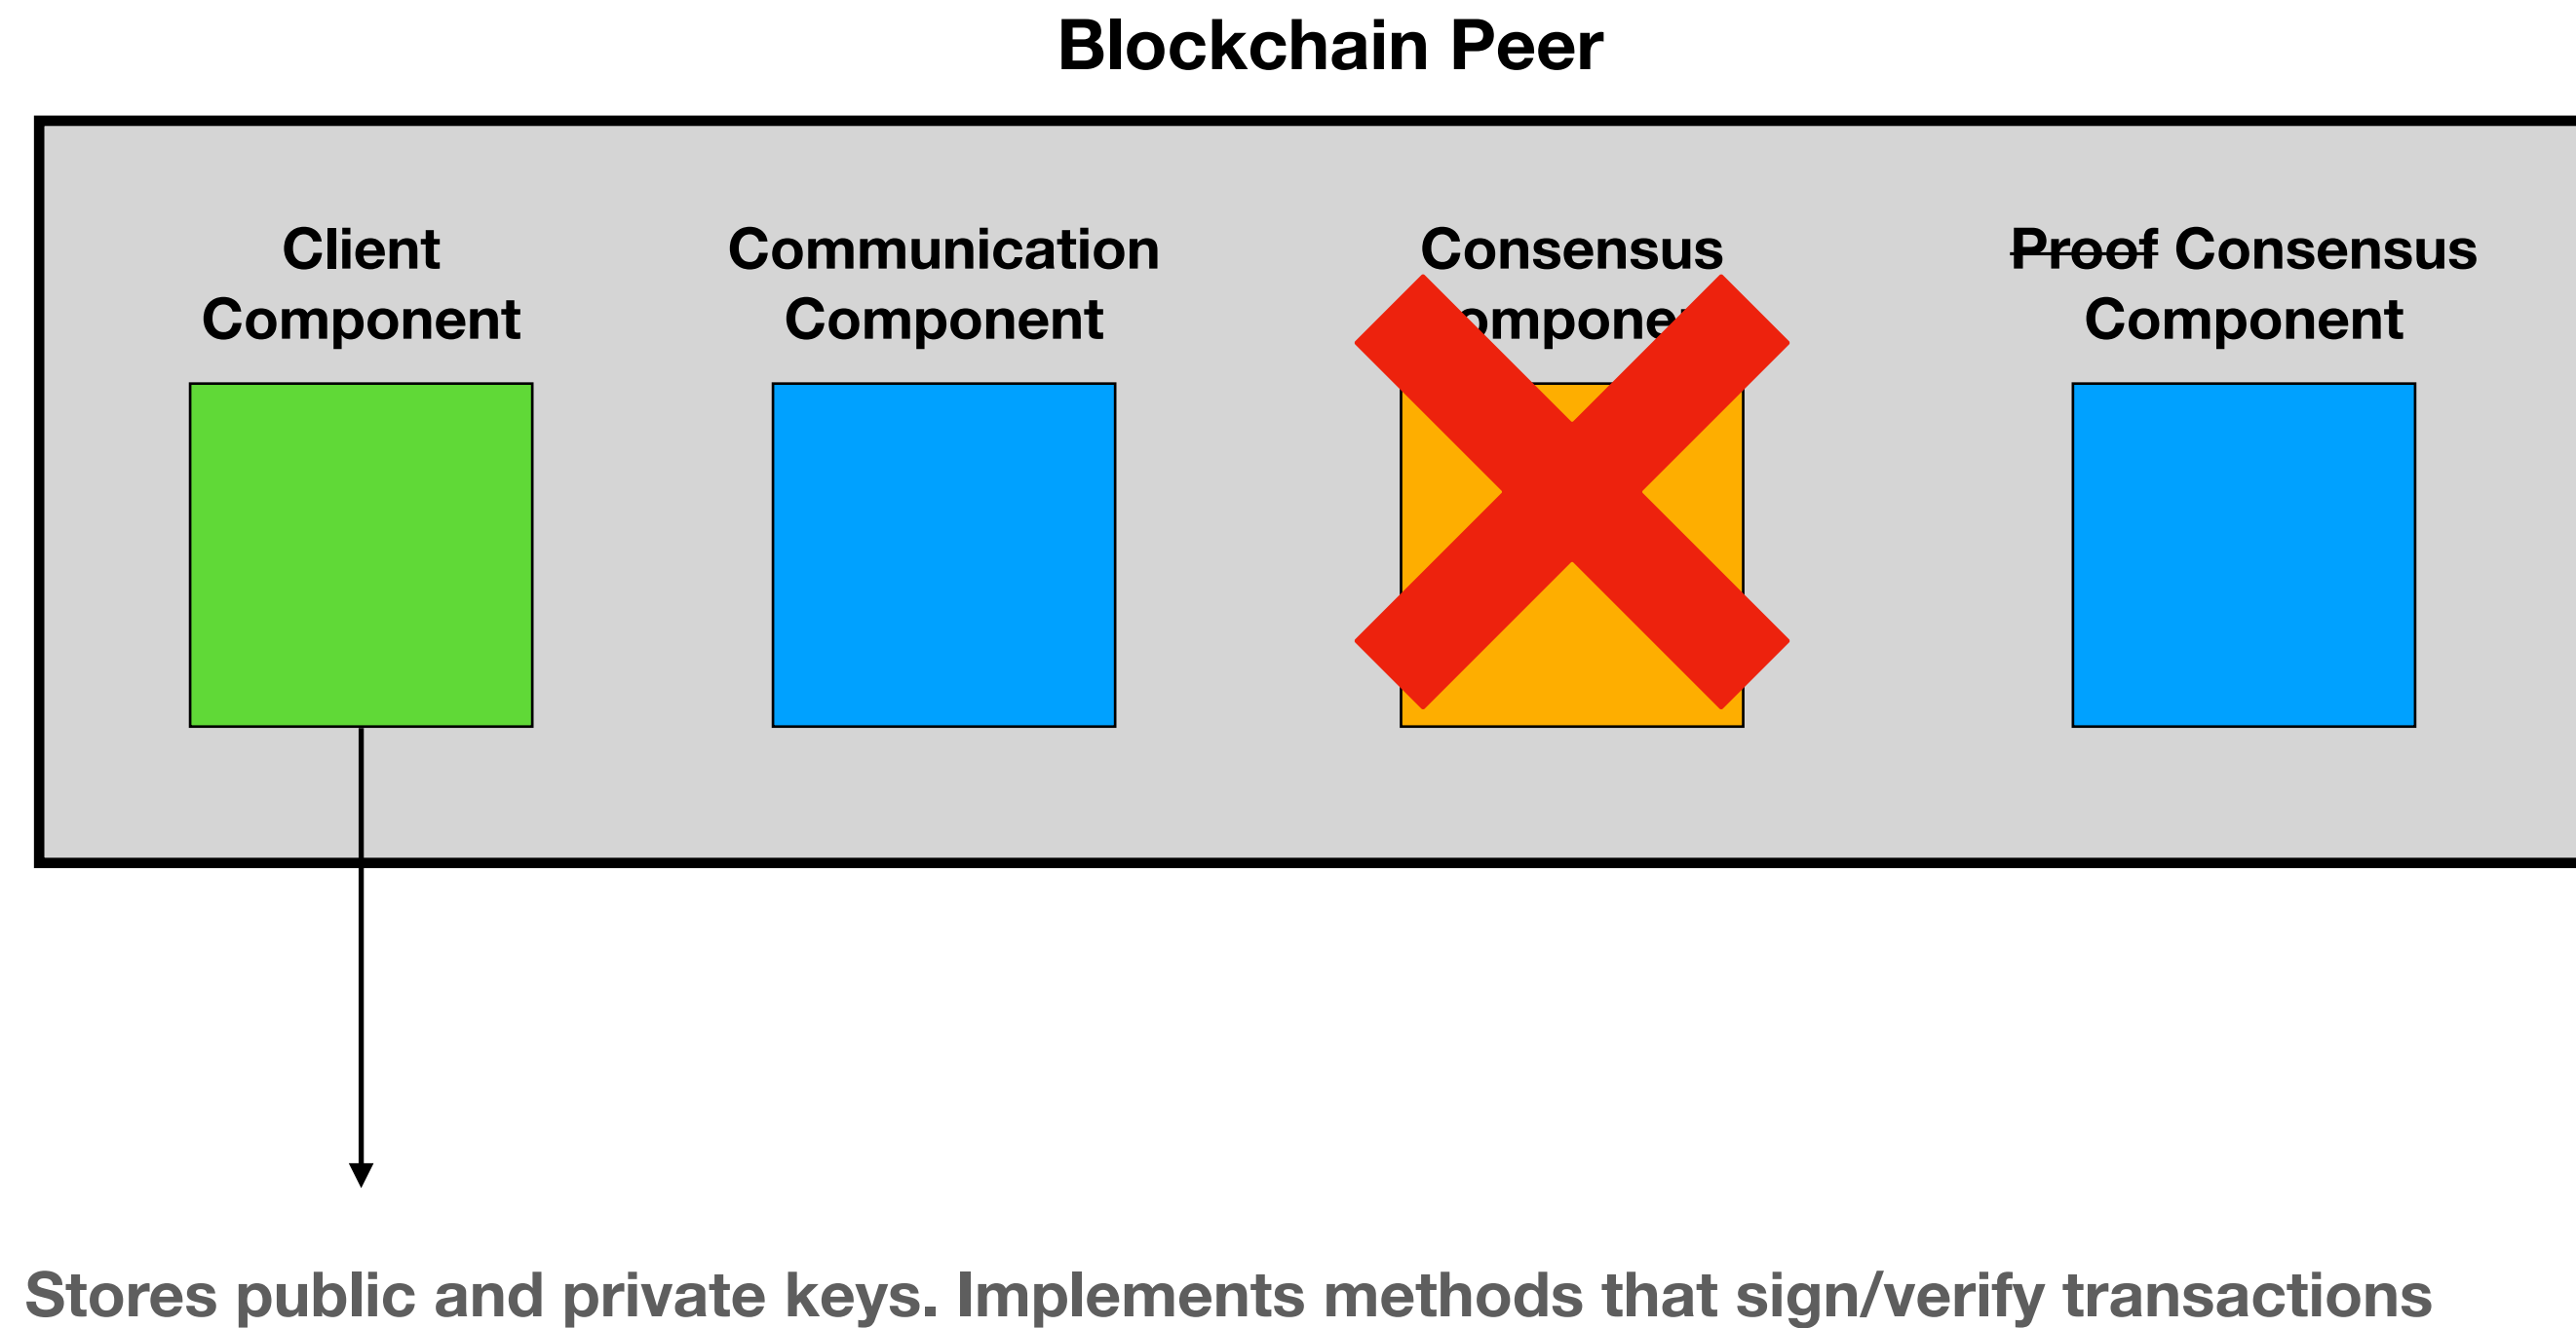 Blockchain Peer
Client
Component
Communication
Component
Consensus
Proof Consensus
Component
Stores public and private keys. Implements methods that sign/verify transactions